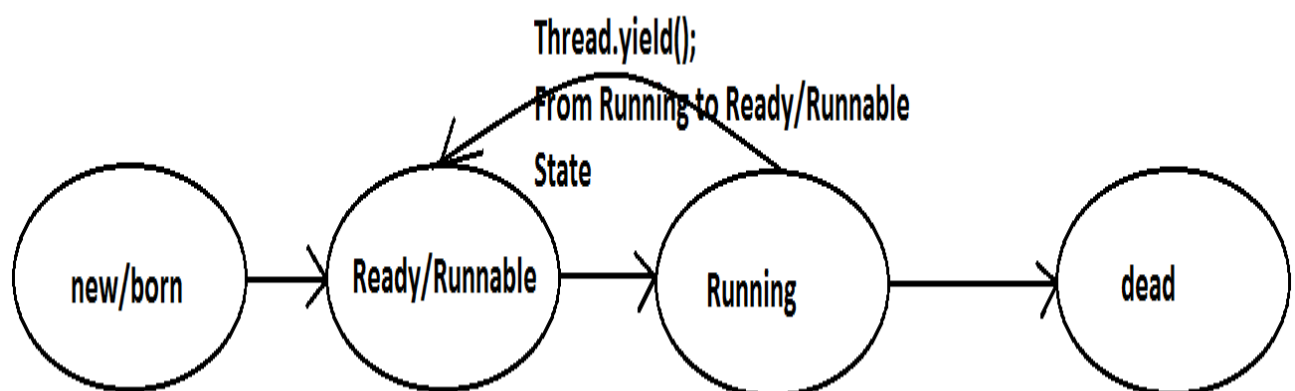 Thread.yield();
From Running to Ready/Runnable
State
new/born
Ready/Runnable
Running
dead